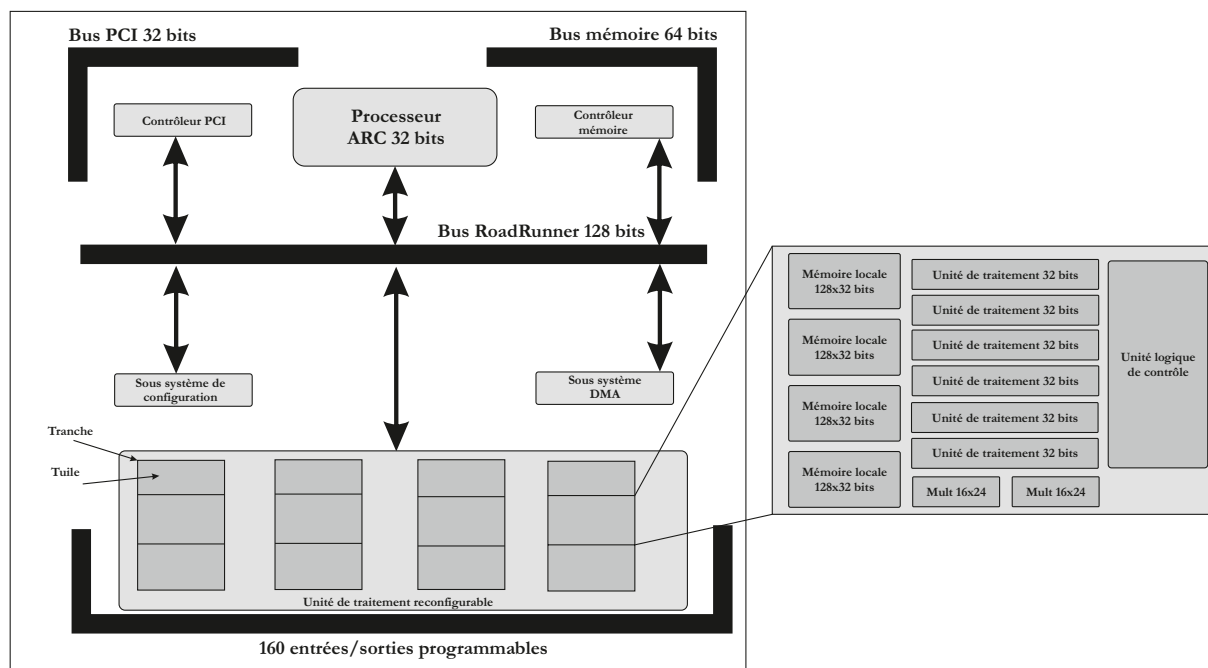 Bus PCI 32 bits
Bus mémoire 64 bits
Contrôleur PCI
Processeur
ARC 32 bits
Contrôleur
mémoire
Bus RoadRunner 128 bits
Sous système de
configuration
Sous système
DMA
Tranche
Tuile
Unité de traitement reconfigurable
160 entrées/sorties programmables
Mémoire locale
128x32 bits
Mémoire locale
128x32 bits
Mémoire locale
128x32 bits
Mémoire locale
128x32 bits
Unité de traitement 32 bits
Unité de traitement 32 bits
Unité de traitement 32 bits
Unité de traitement 32 bits
Unité de traitement 32 bits
Unité de traitement 32 bits
Mult 16x24
Mult 16x24
Unité logique
de contrôle